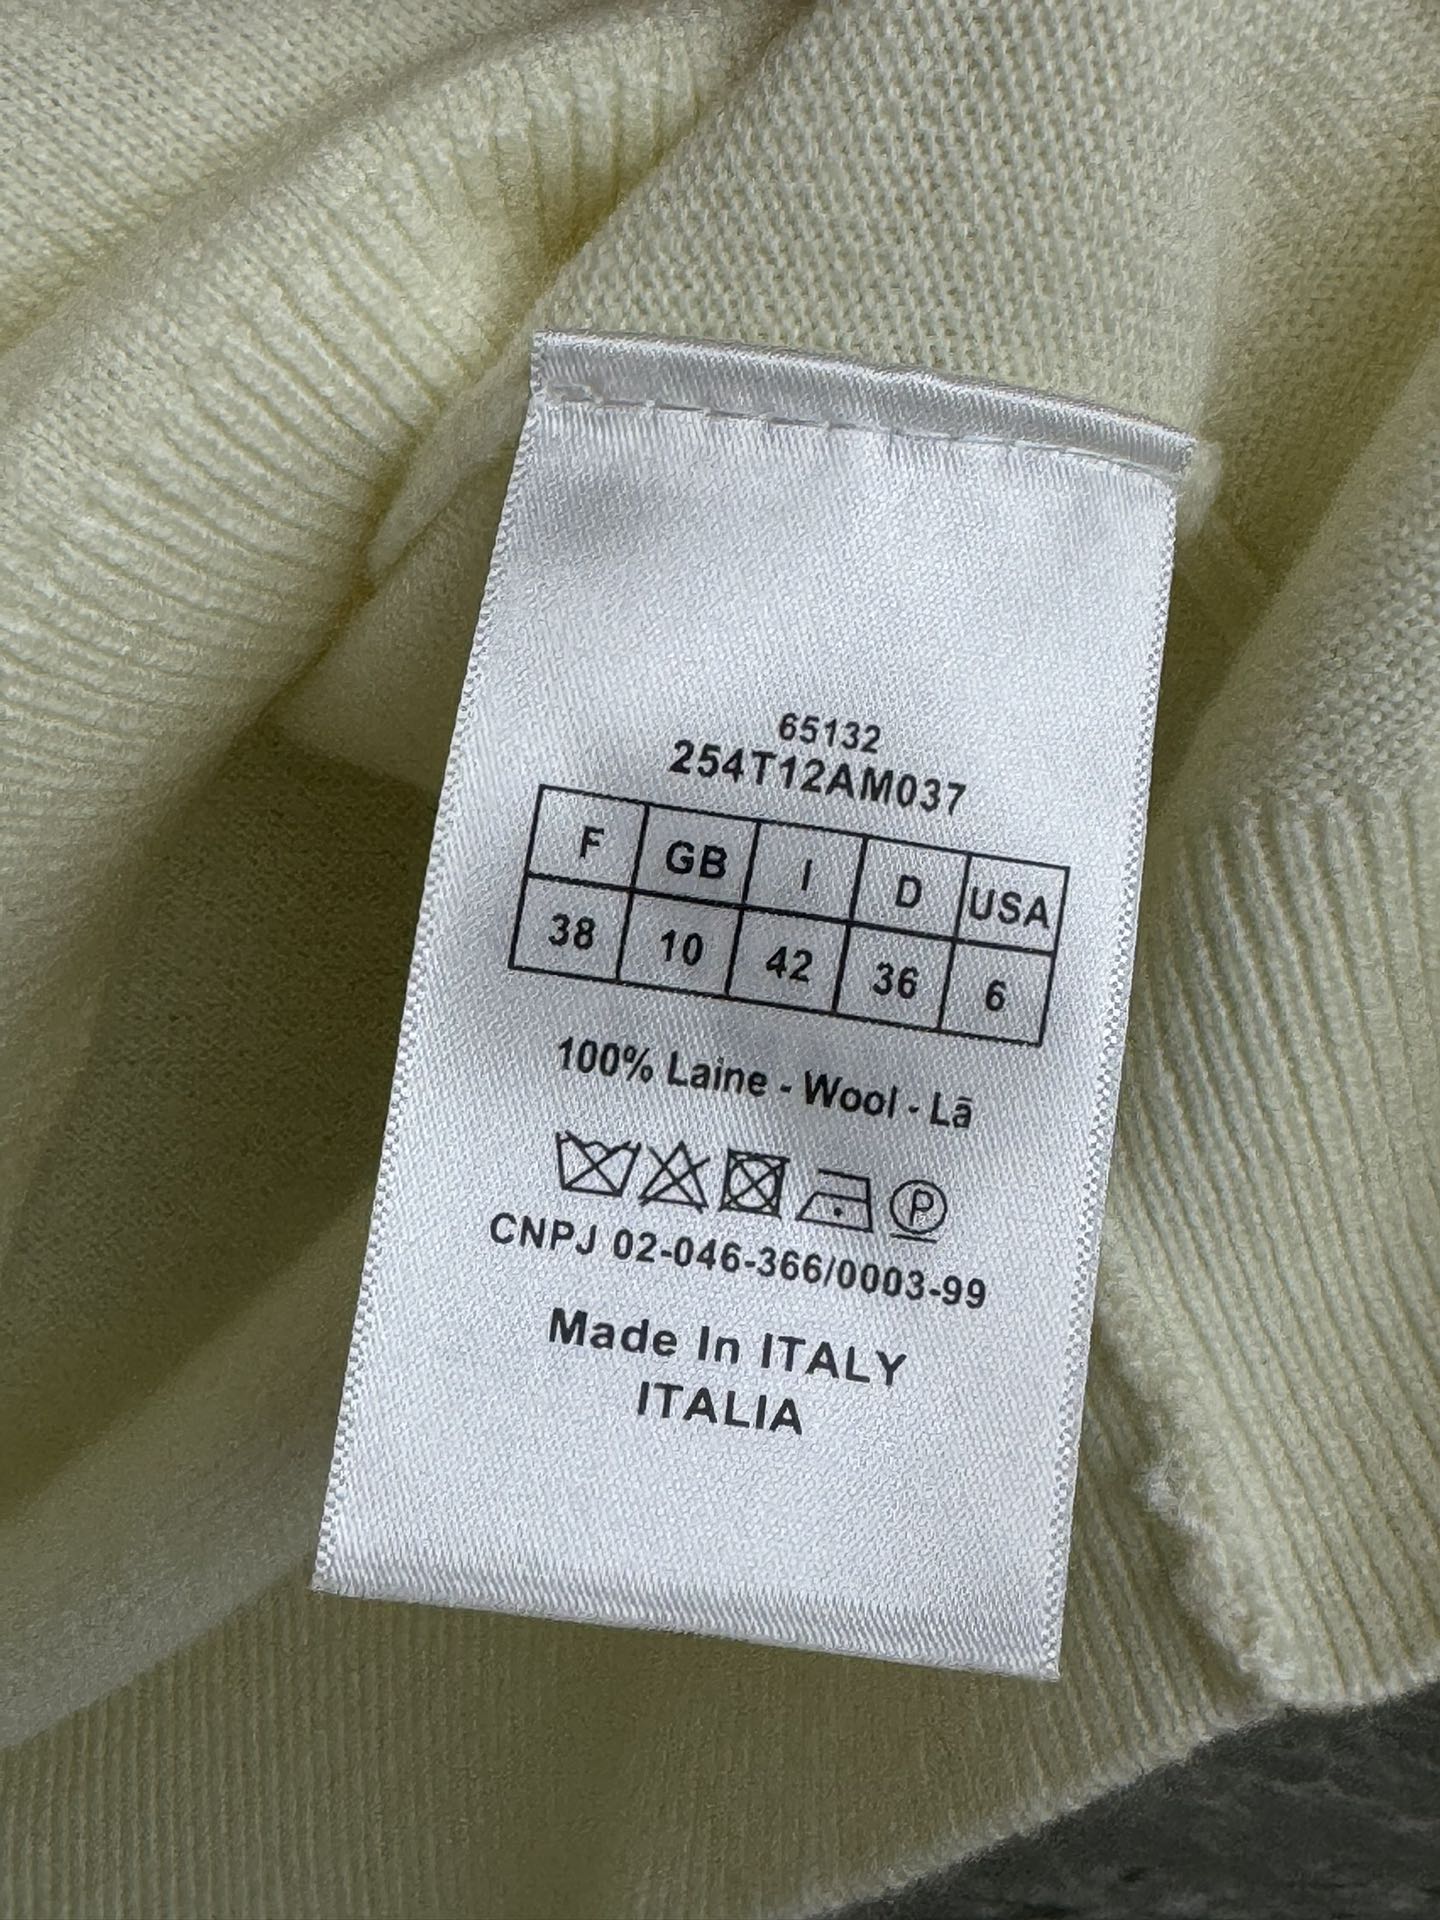 65132
254T12AM037
F GB I D USA
38 10 42 36 6
100% Laine - Wool - Lā
P
CNPJ 02-046-366/0003-99
Made In ITALY
ITALIA